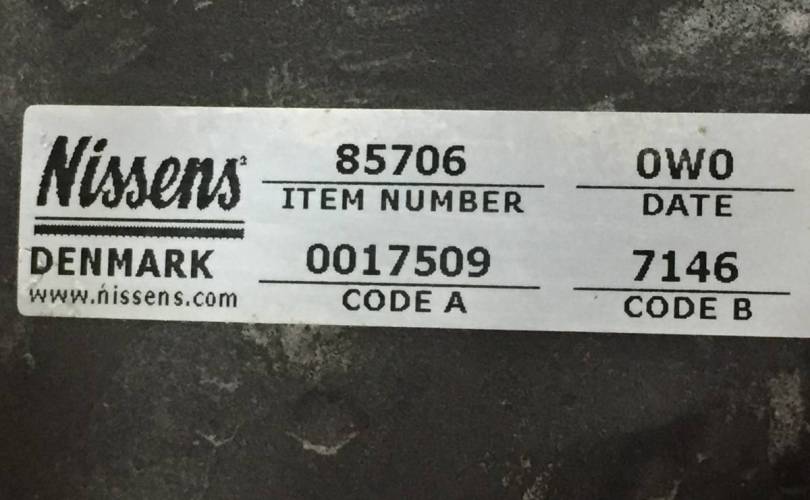 Nissens
DENMARK
www.nissens.com
85706
ITEM NUMBER
0W0
DATE
0017509
CODE A
7146
CODE B